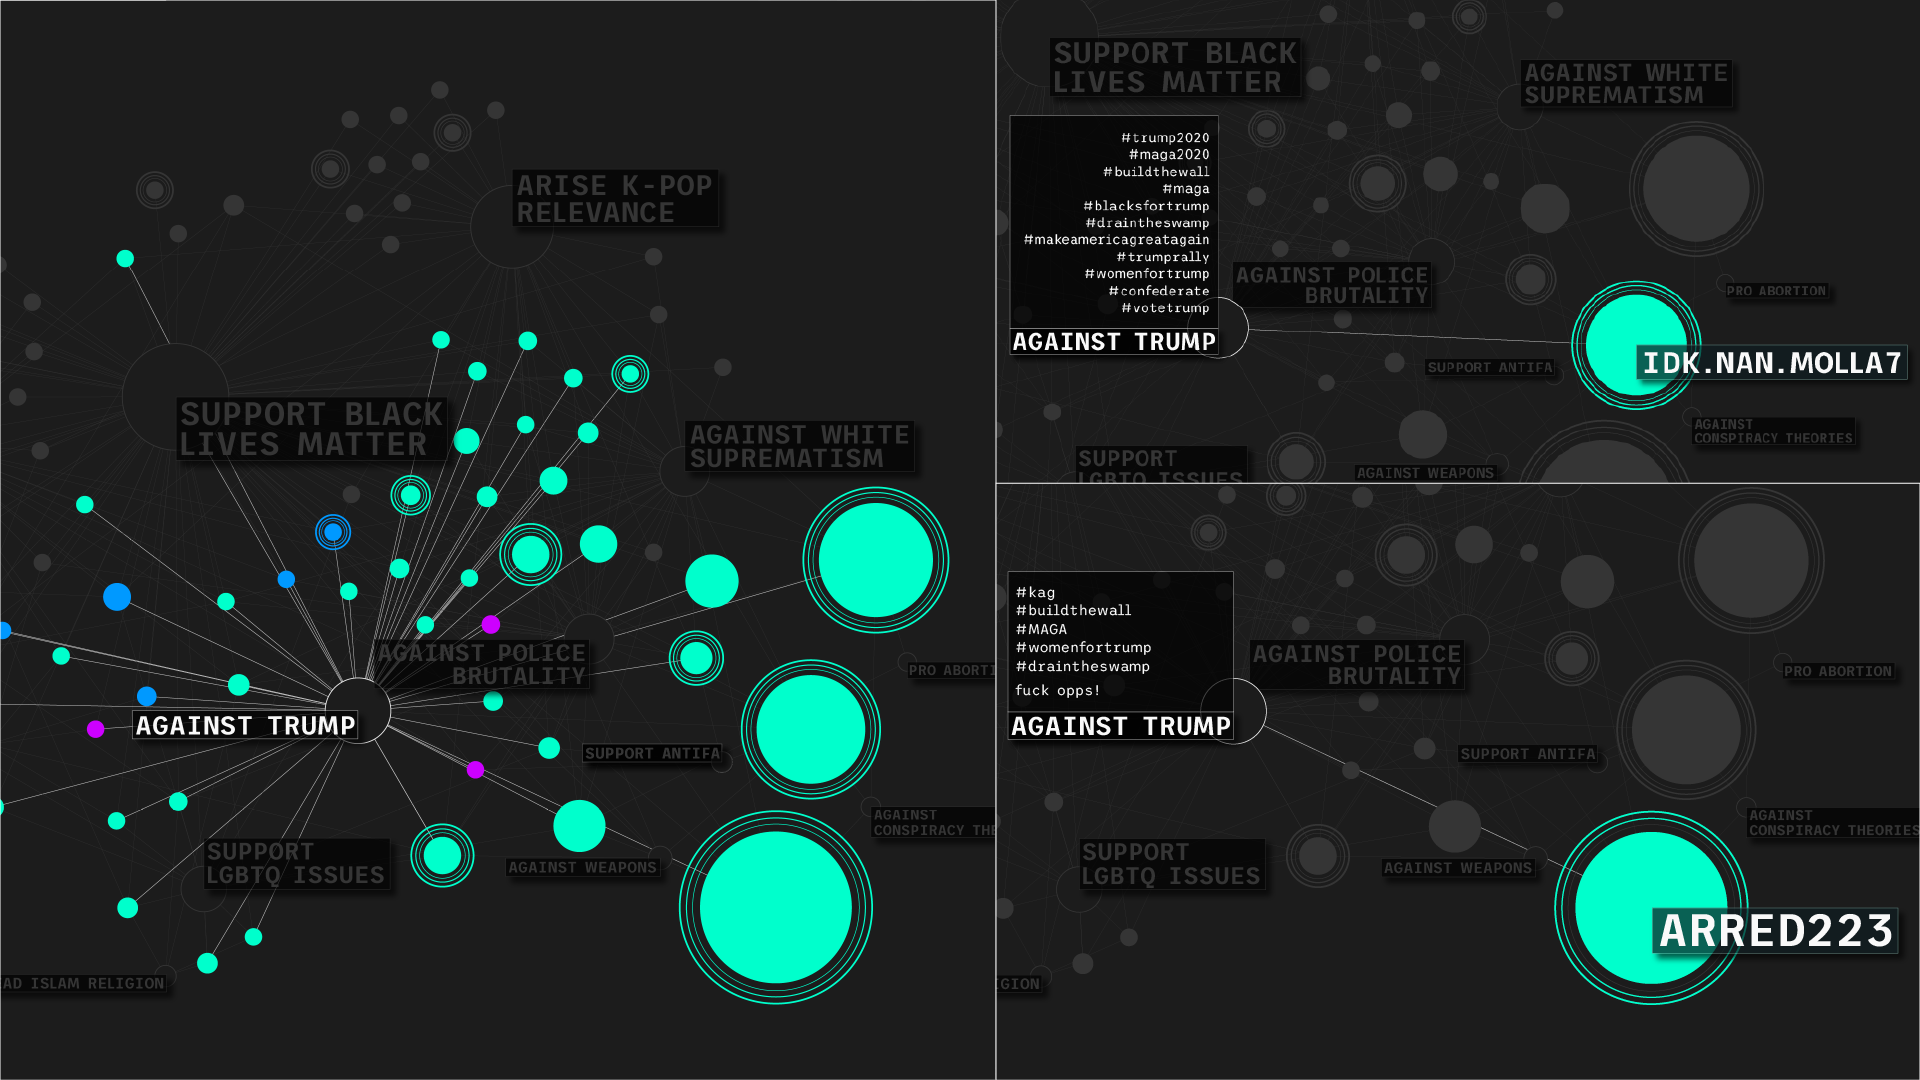 ARISE K-POP
RELEVANCE
SUPPORT BLACK
LIVES MATTER
AGAINST WHITE
SUPREMATISM
AGAINST POLICE
BRUTALITY
PRO ABORTI
AGAINST TRUMP
SUPPORT ANTIFA
AGAINST
CONSPIRACY THE
SUPPORT
LGBTQ ISSUES
AGAINST WEAPONS
EAD ISLAM RELIGION
SUPPORT BLACK
LIVES MATTER
AGAINST WHITE
SUPREMATISM
#trump2020
#maga2020
#buildthewall
#maga
#blacksfortrump
#draintheswamp
#makeamericagreatagain
#trumprally
#womenfortrump
#confederate
#votetrump
AGAINST TRUMP
AGAINST POLICE
BRUTALITY
PRO ABORTION
IDK.NAN.MOLLA7
SUPPORT ANTIFA
AGAINST
CONSPIRACY THEORIES
SUPPORT
LGBTQ ISSUES
AGAINST WEAPONS
#kag
#buildthewall
#MAGA
#womenfortrump
#draintheswamp
fuck opps!
AGAINST TRUMP
AGAINST POLICE
BRUTALITY
PRO ABORTION
SUPPORT ANTIFA
AGAINST
CONSPIRACY THEORIES
SUPPORT
LGBTQ ISSUES
AGAINST WEAPONS
ARRED223
IGION